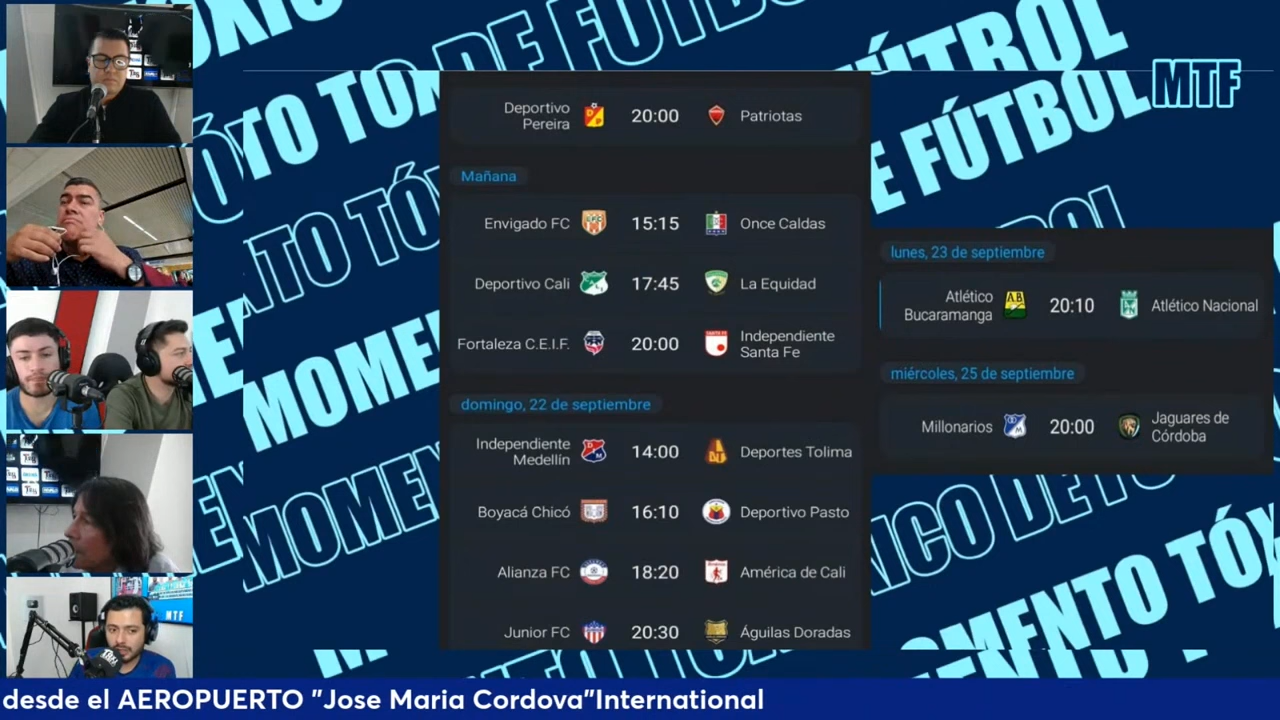 MTF
Deportivo
Pereira
20:00
Patriotas
Mañana
Envigado FC
15:15
Once Caldas
Deportivo Cali
17:45
La Equidad
Fortaleza C.E.I.F.
20:00
Independiente
Santa Fe
domingo, 22 de septiembre
Independiente
Medellín
14:00
Deportes Tolima
Boyacá Chicó
16:10
Deportivo Pasto
Alianza FC
18:20
América de Cali
Junior FC
20:30
Águilas Doradas
lunes, 23 de septiembre
Atlético
Bucaramanga
20:10
Atlético Nacional
miércoles, 25 de septiembre
Millonarios
20:00
Jaguares de
Córdoba
MTF
desde el AEROPUERTO "Jose Maria Cordova"International